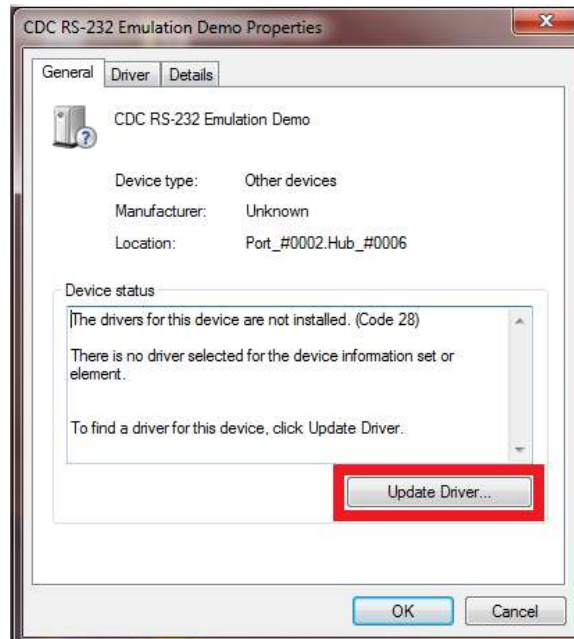 CDC RS-232 Emulation Demo Properties
General Driver Details
CDC RS-232 Emulation Demo
Device type: Other devices
Manufacturer: Unknown
Location: Port_#0002.Hub_#0006
Device status
The drivers for this device are not installed. (Code 28)
There is no driver selected for the device information set or
element.
To find a driver for this device, click Update Driver.
Update Driver...
OK Cancel